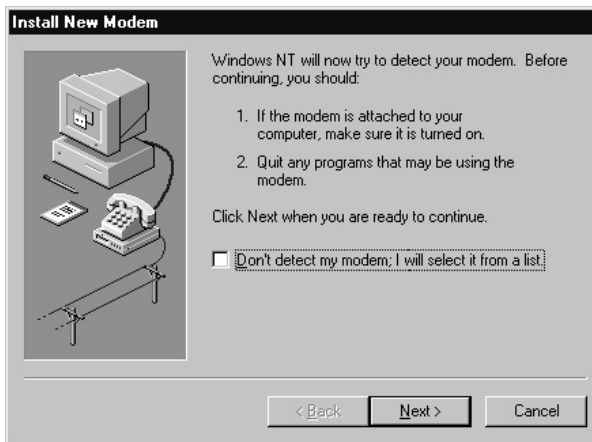 Install New Modem
Windows NT will now try to detect your modem. Before
continuing, you should:
1. If the modem is attached to your
computer, make sure it is turned on.
2. Quit any programs that may be using the
modem.
Click Next when you are ready to continue.
Don't detect my modem; I will select it from a list.
< Back
Next >
Cancel